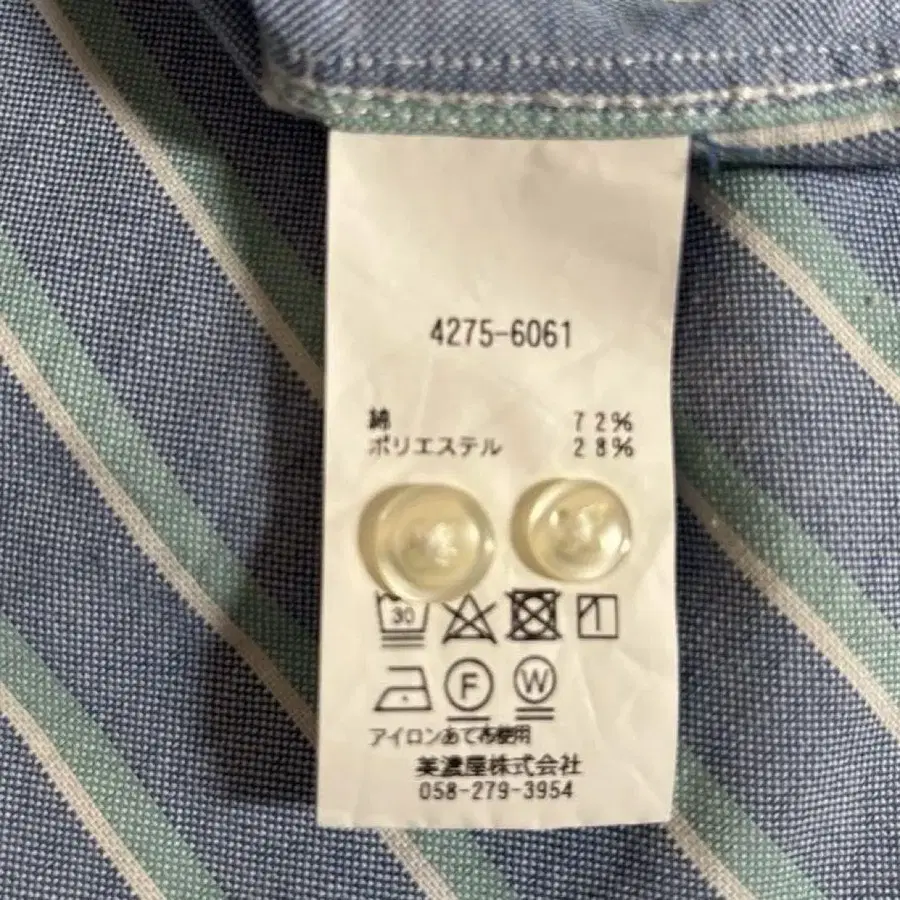 4275-6061
綿 72%
ポリエステル 28%
30
F W
アイロンあて布使用
美濃屋株式会社
058-279-3954